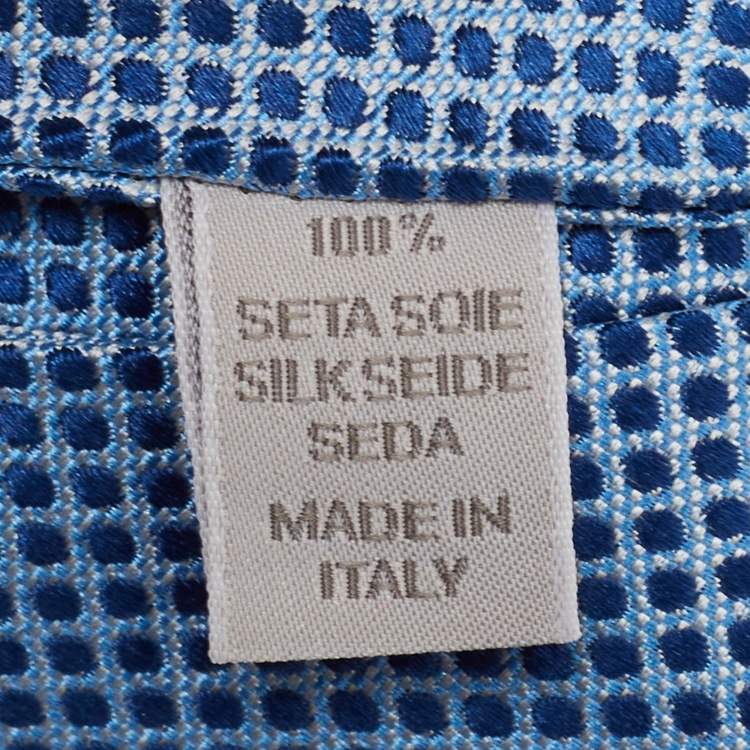 100%
SETA SOIE
SILK SEIDE
SEDA
MADE IN
ITALY